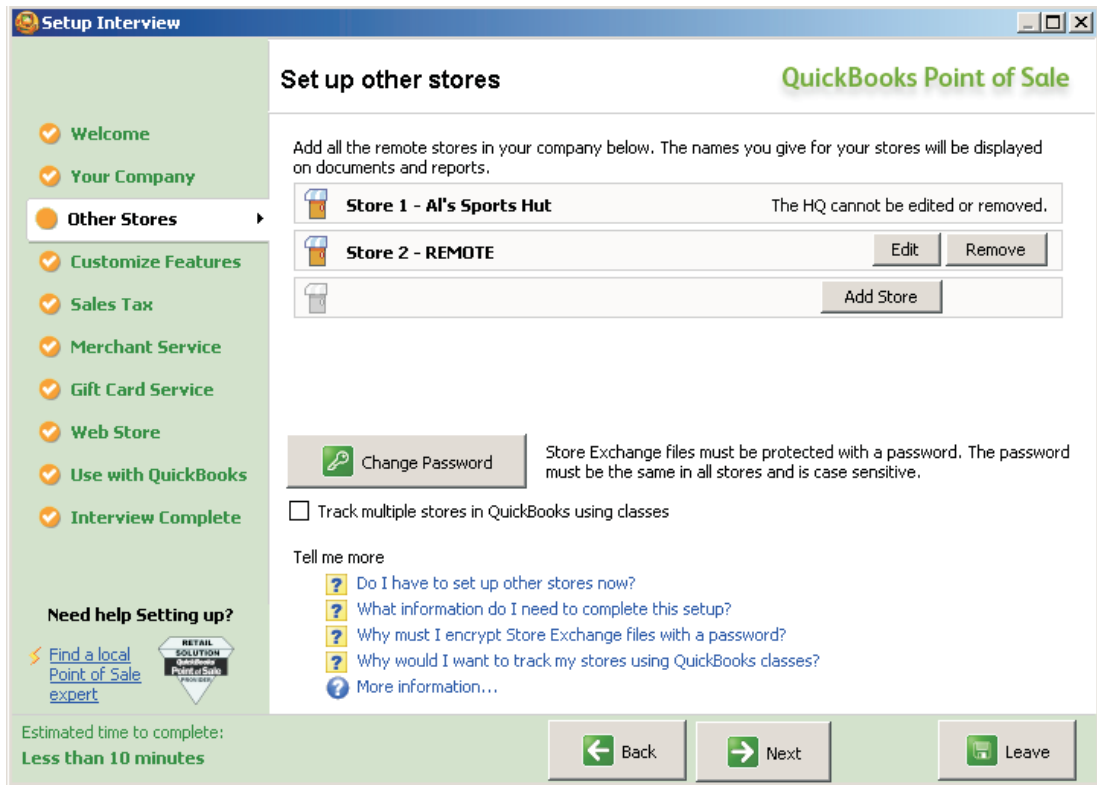 Setup Interview
Set up other stores
QuickBooks Point of Sale
Welcome
Your Company
Other Stores
Customize Features
Sales Tax
Merchant Service
Gift Card Service
Web Store
Use with QuickBooks
Interview Complete
Need help Setting up?
Find a local
Point of Sale
expert
RETAIL
SOLUTION
QuickBooks
Point of Sale
PROVIDER
Estimated time to complete:
Less than 10 minutes
Add all the remote stores in your company below. The names you give for your stores will be displayed
on documents and reports.
Store 1 - Al's Sports Hut The HQ cannot be edited or removed.
Store 2 - REMOTE Edit Remove
Add Store
Change Password
Store Exchange files must be protected with a password. The password
must be the same in all stores and is case sensitive.
Track multiple stores in QuickBooks using classes
Tell me more
? Do I have to set up other stores now?
? What information do I need to complete this setup?
? Why must I encrypt Store Exchange files with a password?
? Why would I want to track my stores using QuickBooks classes?
? More information...
Back Next Leave